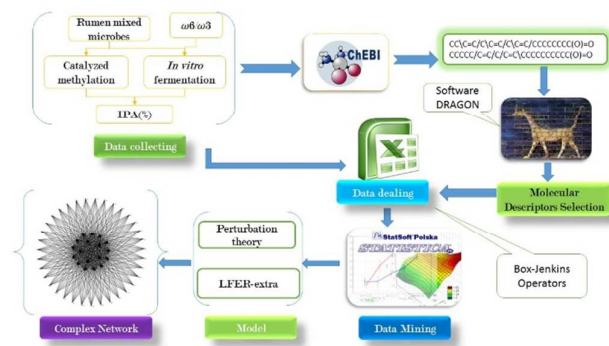 Rumen mixed
microbes
ω6/ω3
Catalyzed
methylation
In vitro
fermentation
IPA(%)
Data collecting
ChEBI
CC\C=C/C\C=C/C\C=C/CCCCCCCC(O)=O
CCCCC/C=C/C/C=C\CCCCCCCCCC(O)=O
Software
DRAGON
Molecular
Descriptors Selection
Data dealing
Box-Jenkins
Operators
StatSoft Polska
STATISTICA
Data Mining
Perturbation
theory
LFER-extra
Model
Complex Network